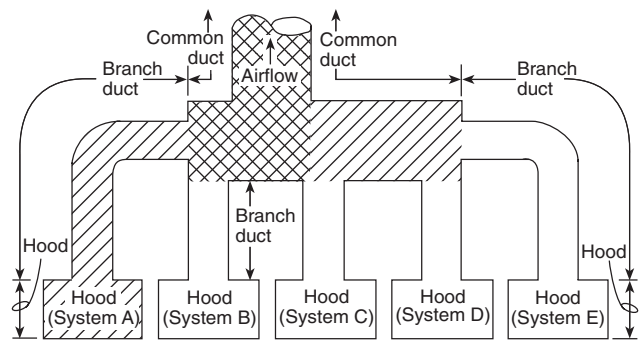 Common
duct
Common
duct
Branch
duct
Airflow
Branch
duct
Branch
duct
Hood
Hood
Hood
(System A)
Hood
(System B)
Hood
(System C)
Hood
(System D)
Hood
(System E)